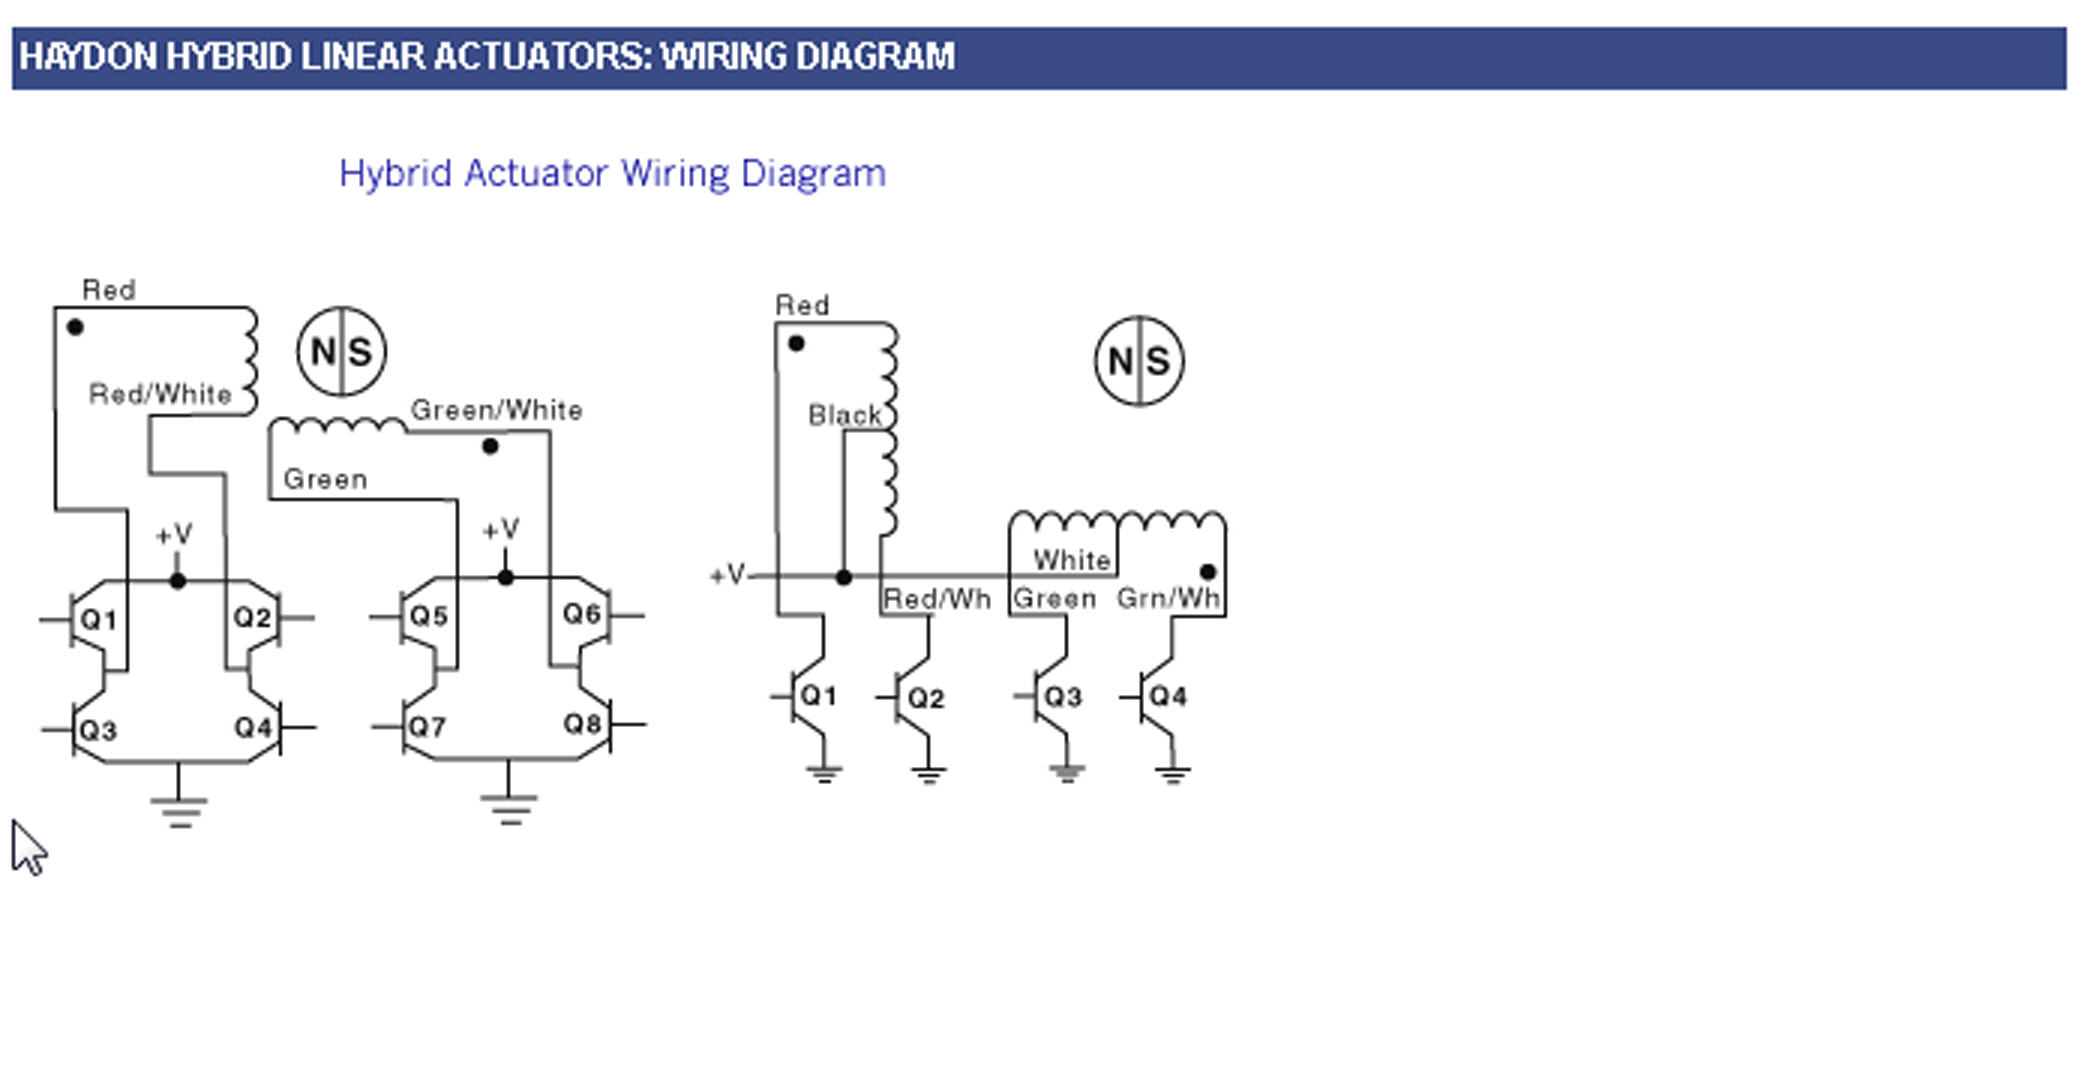 HAYDON HYBRID LINEAR ACTUATORS: WIRING DIAGRAM
Hybrid Actuator Wiring Diagram
Red
N S
Red/White
Green/White
Green
+V
+V
Q1
Q2
Q5
Q6
Q3
Q4
Q7
Q8
Red
N S
Black
White
+V
Red/Wh
Green
Grn/Wh
Q1
Q2
Q3
Q4